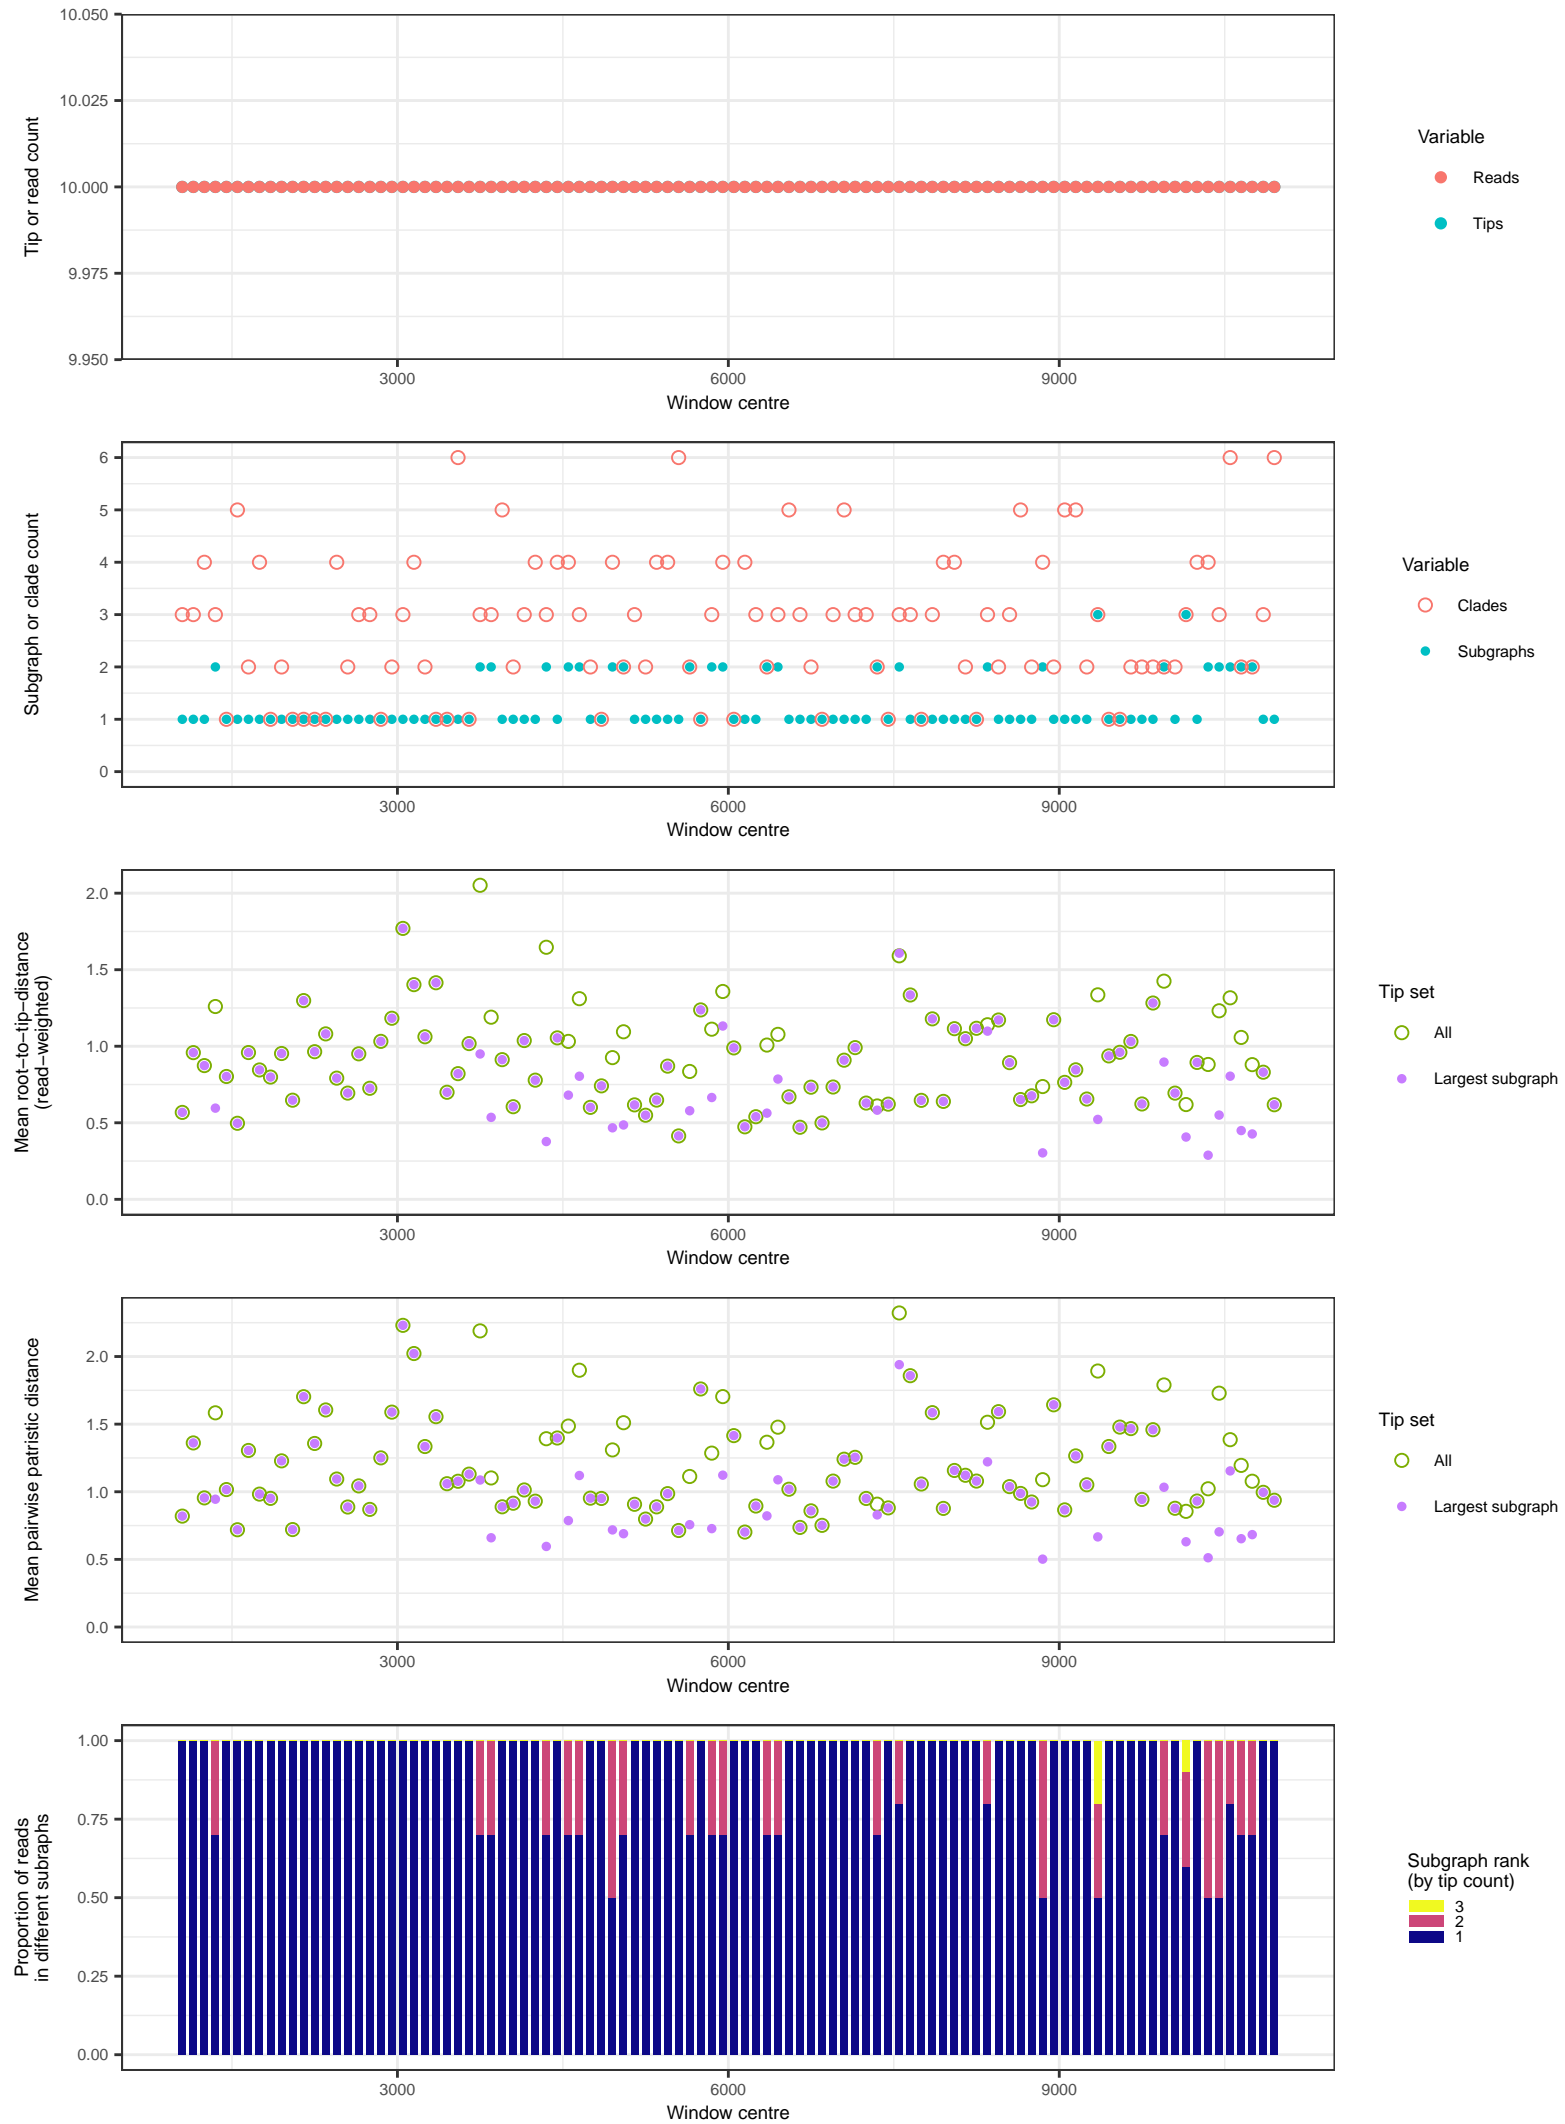 10.050
10.025
10.000
9.975
9.950
Tip or read count
3000
6000
9000
Window centre
Variable
Reads
Tips
6
5
4
3
2
1
0
Subgraph or clade count
3000
6000
9000
Window centre
Variable
Clades
Subgraphs
2.0
1.5
1.0
0.5
0.0
Mean root−to−tip−distance
(read−weighted)
3000
6000
9000
Window centre
Tip set
All
Largest subgraph
2.0
1.5
1.0
0.5
0.0
Mean pairwise patristic distance
3000
6000
9000
Window centre
Tip set
All
Largest subgraph
1.00
0.75
0.50
0.25
0.00
Proportion of reads
in different subraphs
3000
6000
9000
Window centre
Subgraph rank
(by tip count)
3
2
1